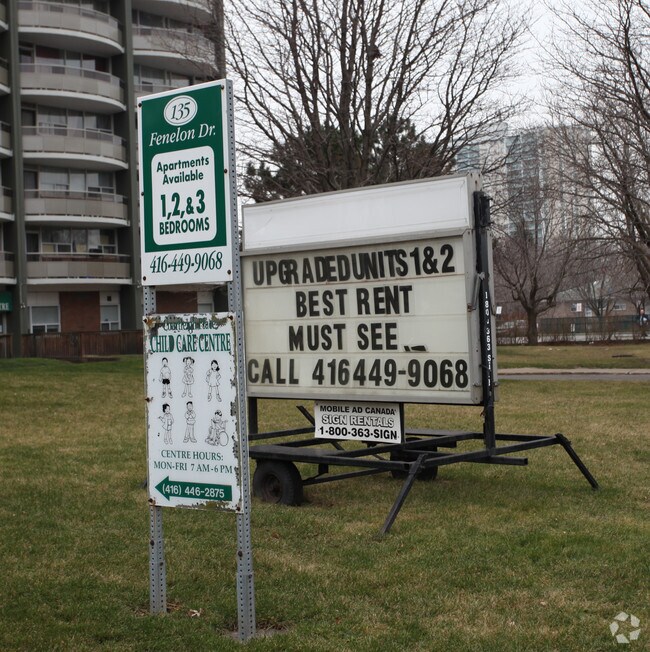 135
Fenelon Dr.
Apartments
Available
1,2,&3
BEDROOMS
416-449-9068
CHILD CARE CENTRE
CENTRE HOURS:
MON-FRI 7 AM-6 PM
(416) 446-2875
UPGRADEDUNITS1&2
BEST RENT
MUST SEE..
CALL 416449-9068
MOBILE AD CANADA
SIGN RENTALS
1-800-363-SIGN